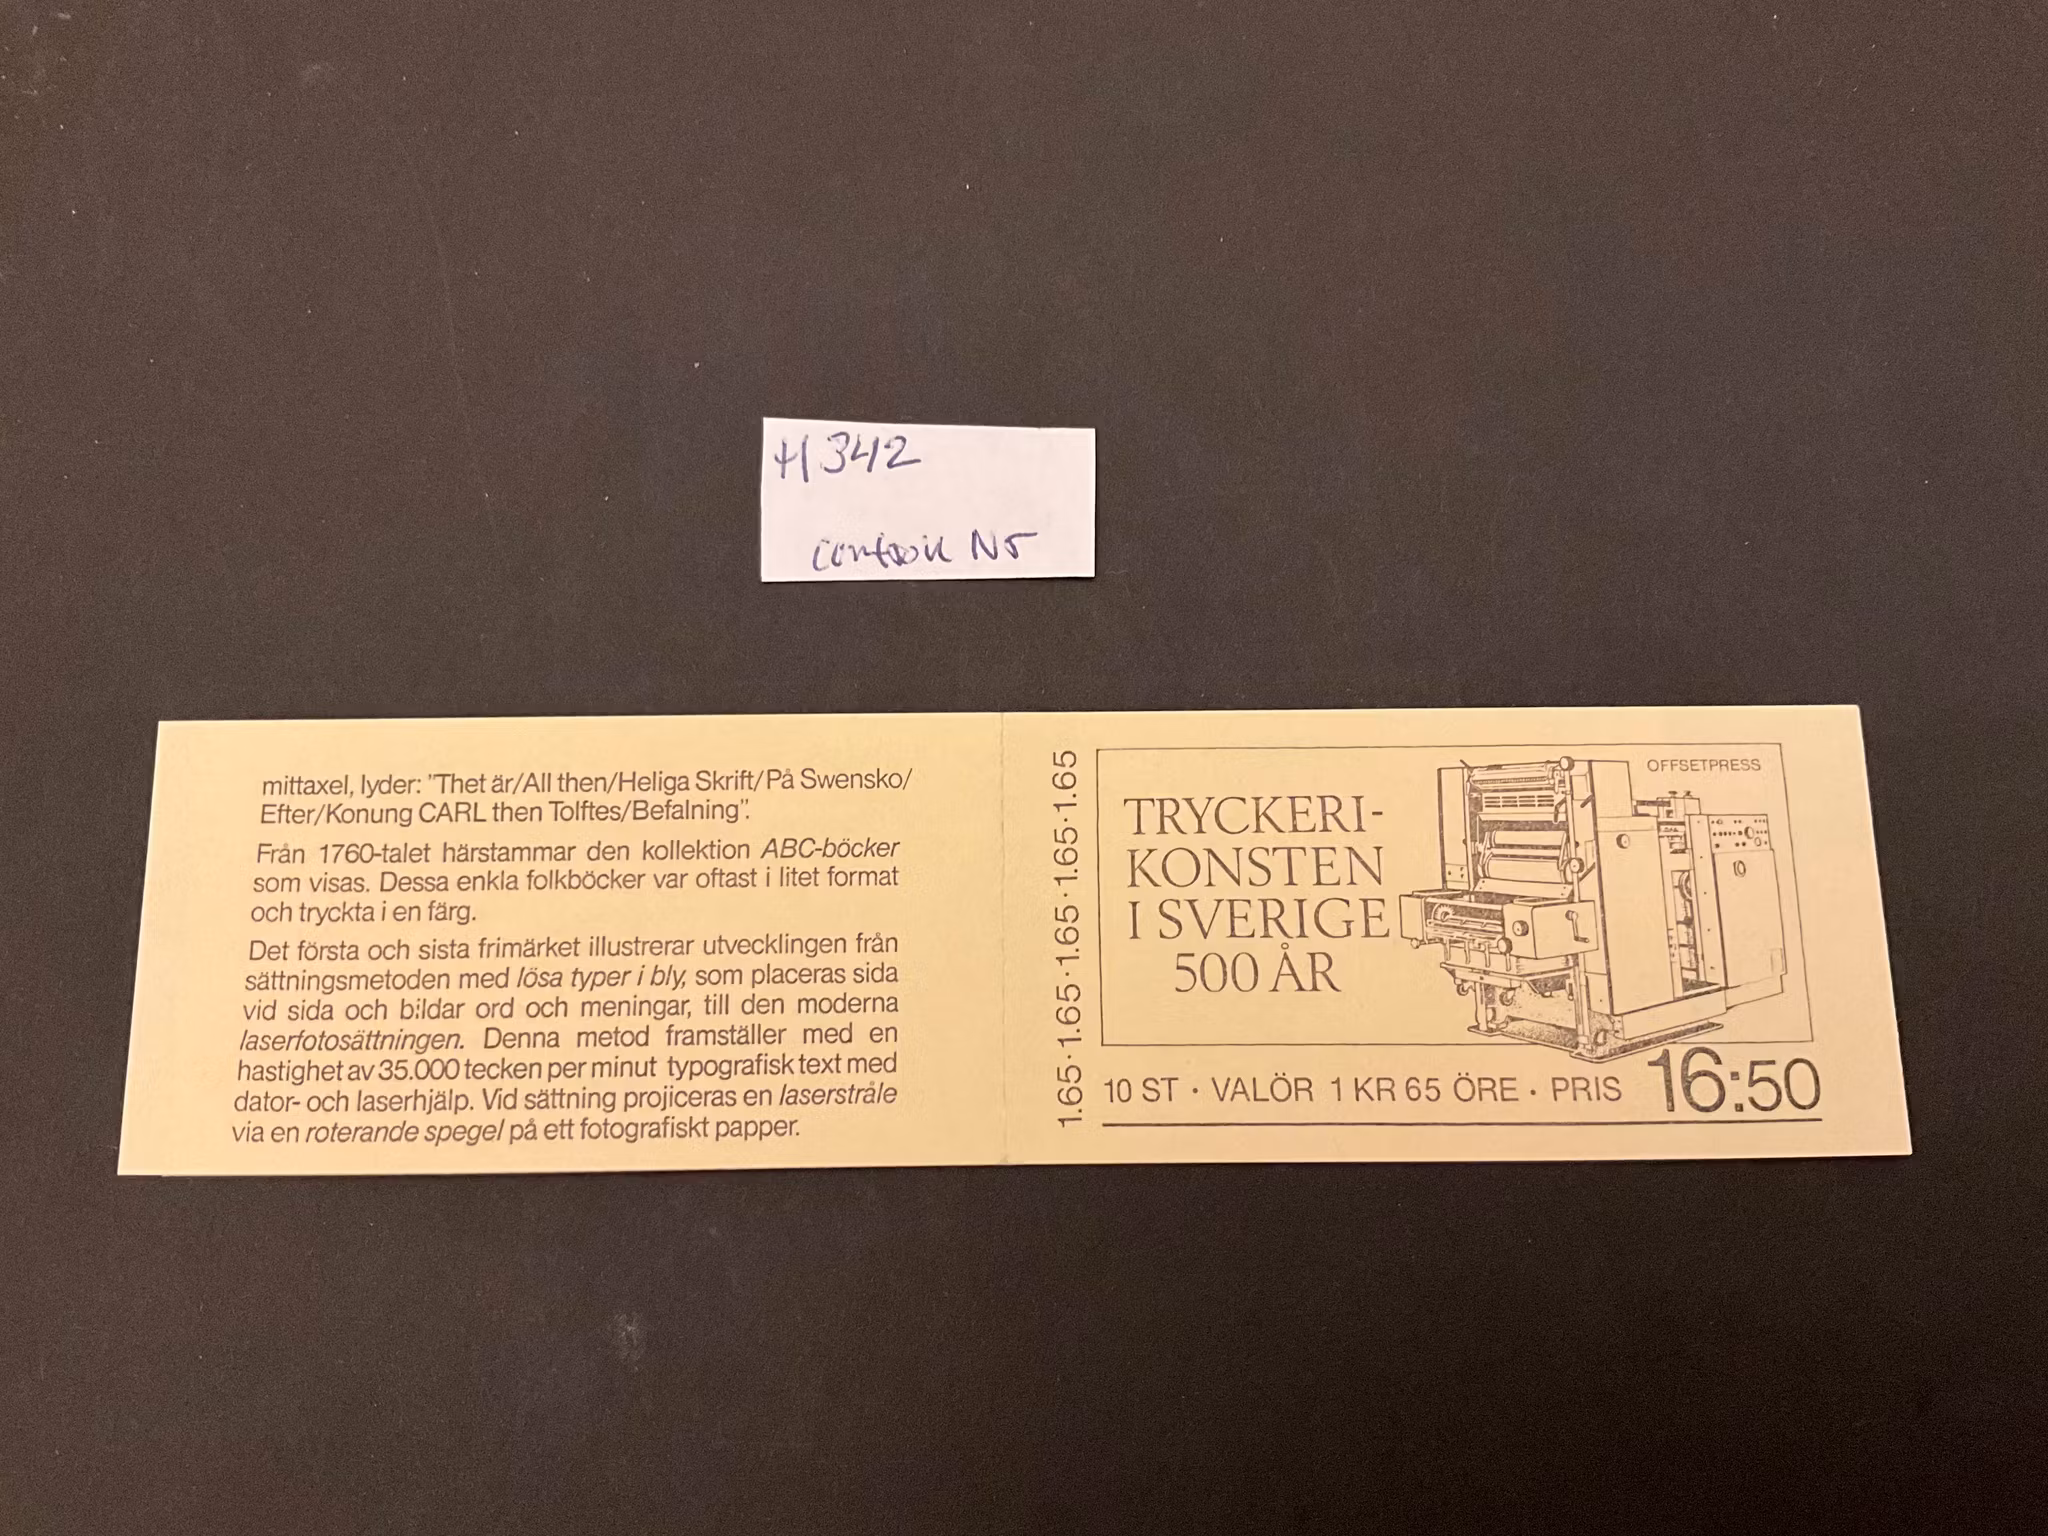 H 342
control Nr
mittaxel, lyder: "Thet är/All then/Heliga Skrift/På Swensko/
Efter/Konung CARL then Tolftes/Befalning".
Från 1760-talet härstammar den kollektion ABC-böcker
som visas. Dessa enkla folkböcker var oftast i litet format
och tryckta i en färg.
Det första och sista frimärket illustrerar utvecklingen från
sättningsmetoden med lösa typer i bly, som placeras sida
vid sida och bildar ord och meningar, till den moderna
laserfotosättningen. Denna metod framställer med en
hastighet av 35.000 tecken per minut typografisk text med
dator- och laserhjälp. Vid sättning projiceras en laserstråle
via en roterande spegel på ett fotografiskt papper.
1.65·1.65·1.65·1.65·1.65
OFFSETPRESS
TRYCKERI-
KONSTEN
I SVERIGE
500 ÅR
10 ST · VALÖR 1 KR 65 ÖRE · PRIS 16:50